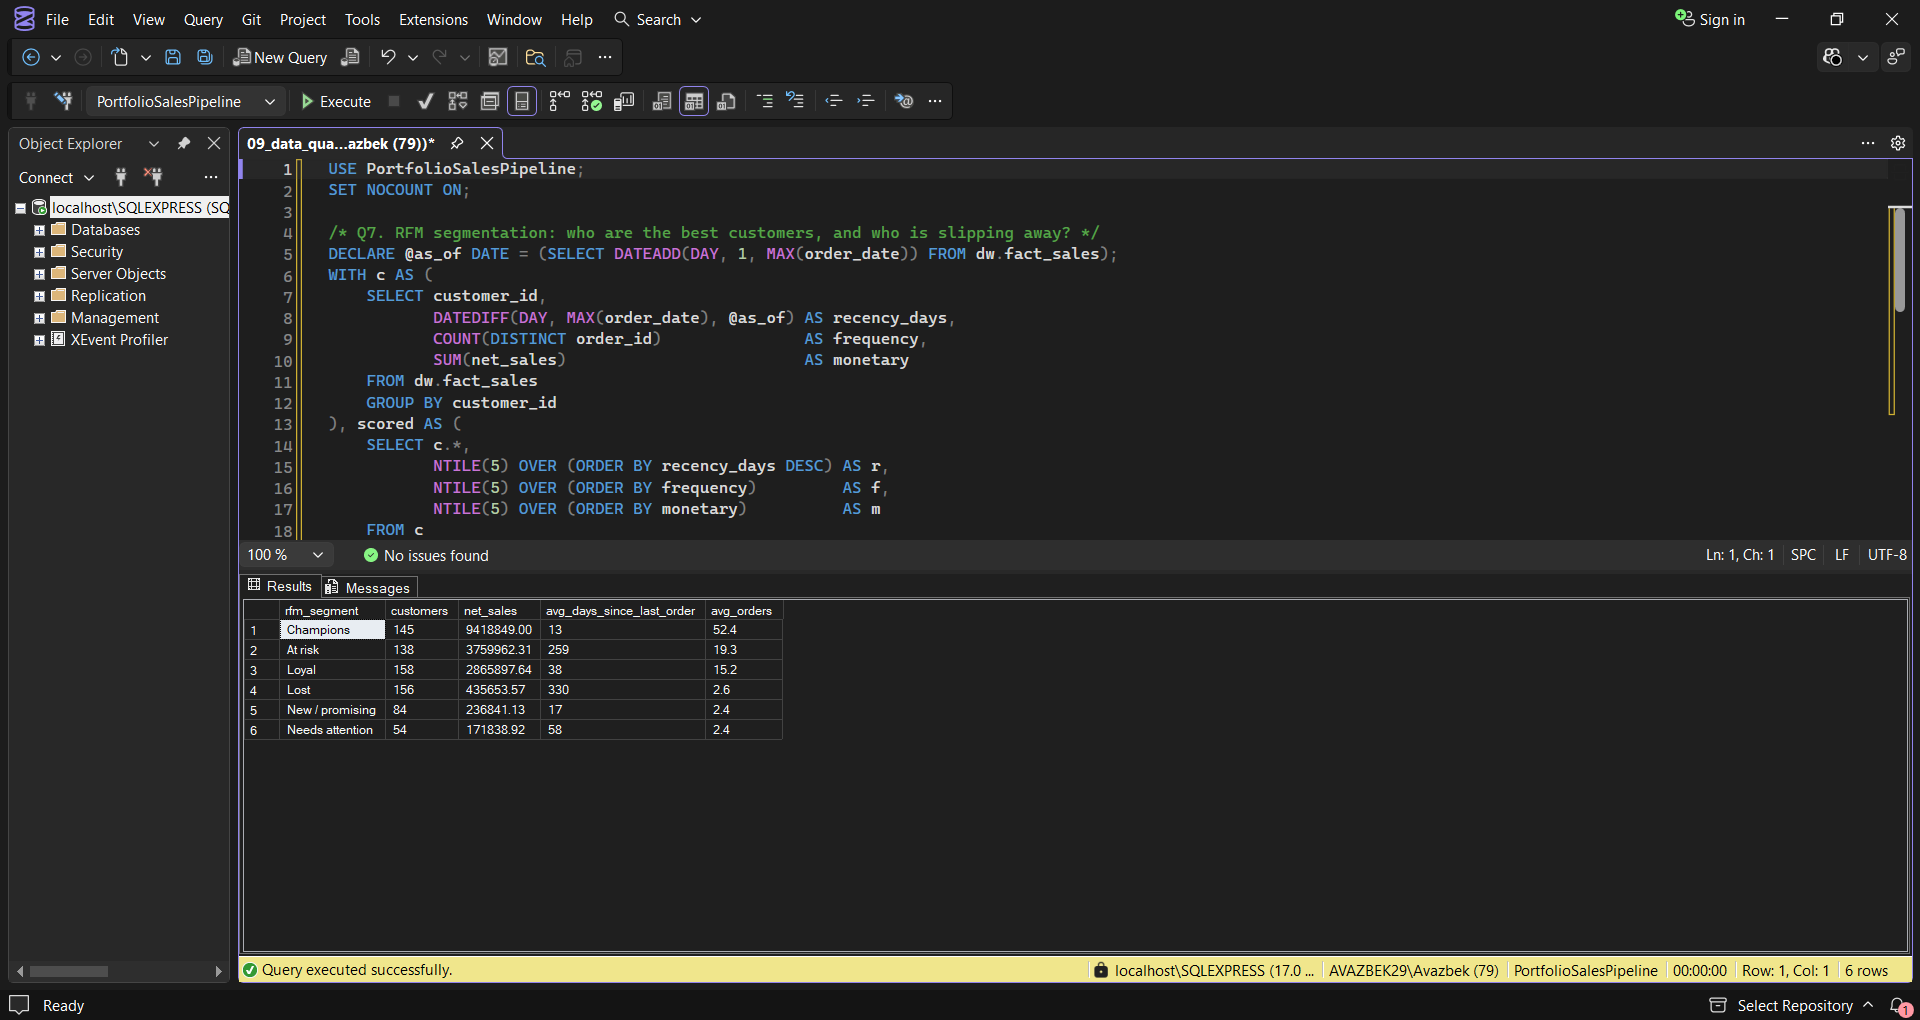 File Edit View Query Git Project Tools Extensions Window Help Search Sign in
New Query
PortfolioSalesPipeline Execute
Object Explorer
Connect
localhost\SQLEXPRESS (SQ
Databases
Security
Server Objects
Replication
Management
XEvent Profiler
09_data_qua...azbek (79))*
1 USE PortfolioSalesPipeline;
2 SET NOCOUNT ON;
3
4 /* Q7. RFM segmentation: who are the best customers, and who is slipping away? */
5 DECLARE @as_of DATE = (SELECT DATEADD(DAY, 1, MAX(order_date)) FROM dw.fact_sales);
6 WITH c AS (
7 SELECT customer_id,
8 DATEDIFF(DAY, MAX(order_date), @as_of) AS recency_days,
9 COUNT(DISTINCT order_id) AS frequency,
10 SUM(net_sales) AS monetary
11 FROM dw.fact_sales
12 GROUP BY customer_id
13 ), scored AS (
14 SELECT c.*,
15 NTILE(5) OVER (ORDER BY recency_days DESC) AS r,
16 NTILE(5) OVER (ORDER BY frequency) AS f,
17 NTILE(5) OVER (ORDER BY monetary) AS m
18 FROM c
100 % No issues found Ln: 1, Ch: 1 SPC LF UTF-8
Results Messages
rfm_segment customers net_sales avg_days_since_last_order avg_orders
1 Champions 145 9418849.00 13 52.4
2 At risk 138 3759962.31 259 19.3
3 Loyal 158 2865897.64 38 15.2
4 Lost 156 435653.57 330 2.6
5 New / promising 84 236841.13 17 2.4
6 Needs attention 54 171838.92 58 2.4
Query executed successfully. localhost\SQLEXPRESS (17.0 ... AVAZBEK29\Avazbek (79) PortfolioSalesPipeline 00:00:00 Row: 1, Col: 1 6 rows
Ready Select Repository 1